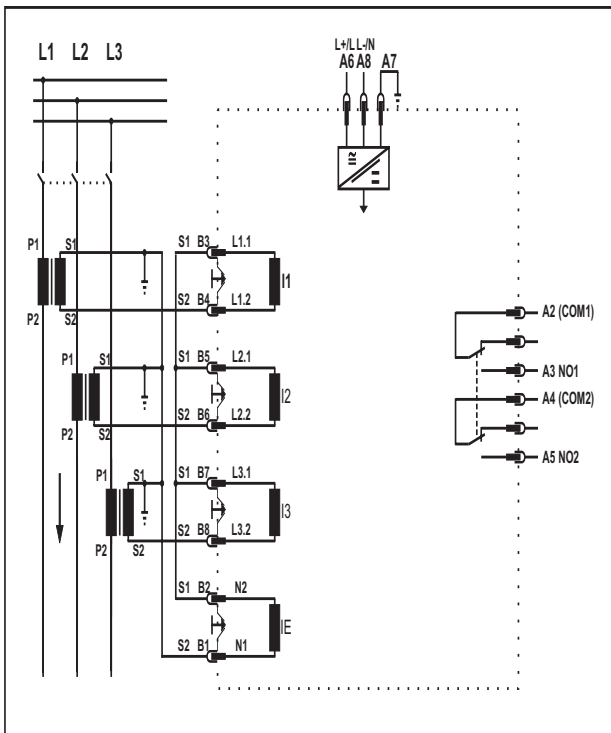 L+/L L-/N
L1 L2 L3
A6 A8 A7
P1 S1 S1 B3 L1.1
I1
P2 S2 S2 B4 L1.2
A2 (COM1)
P1 S1 S1 B5 L2.1
A3 NO1
I2
A4 (COM2)
P2 S2 S2 B6 L2.2
A5 NO2
P1 S1 S1 B7 L3.1
I3
P2 S2 S2 B8 L3.2
S1 B2 N2
IE
S2 B1 N1